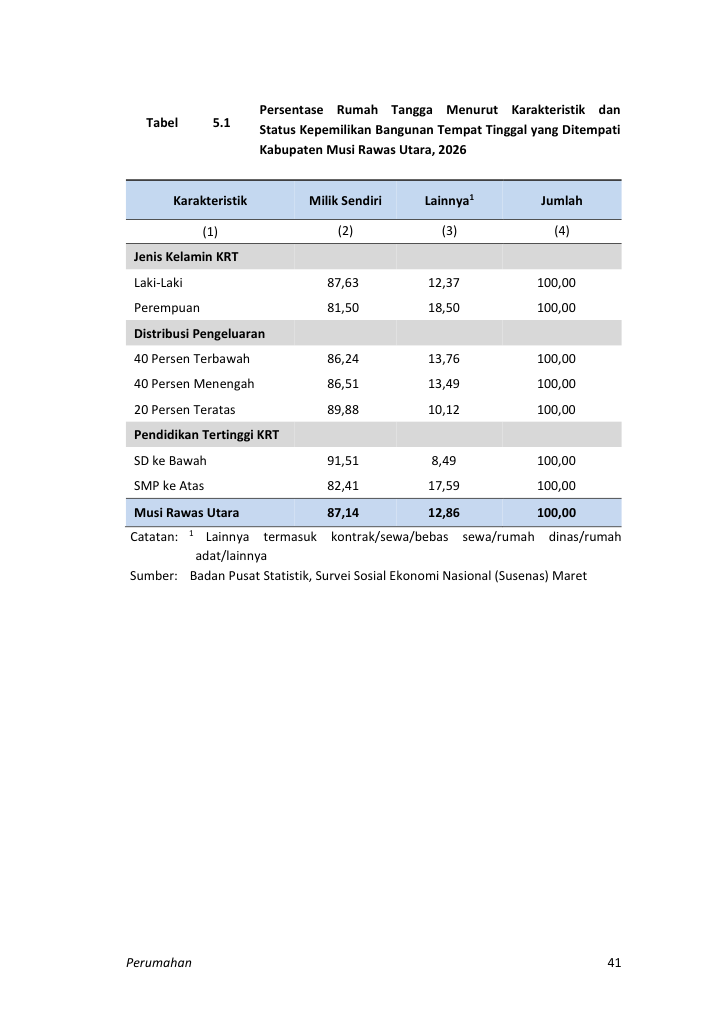 Tabel 5.1 Persentase Rumah Tangga Menurut Karakteristik dan
Status Kepemilikan Bangunan Tempat Tinggal yang Ditempati
Kabupaten Musi Rawas Utara, 2026
Karakteristik Milik Sendiri Lainnya¹ Jumlah
(1) (2) (3) (4)
Jenis Kelamin KRT
Laki-Laki 87,63 12,37 100,00
Perempuan 81,50 18,50 100,00
Distribusi Pengeluaran
40 Persen Terbawah 86,24 13,76 100,00
40 Persen Menengah 86,51 13,49 100,00
20 Persen Teratas 89,88 10,12 100,00
Pendidikan Tertinggi KRT
SD ke Bawah 91,51 8,49 100,00
SMP ke Atas 82,41 17,59 100,00
Musi Rawas Utara 87,14 12,86 100,00
Catatan: ¹ Lainnya termasuk kontrak/sewa/bebas sewa/rumah dinas/rumah
adat/lainnya
Sumber: Badan Pusat Statistik, Survei Sosial Ekonomi Nasional (Susenas) Maret
Perumahan 41